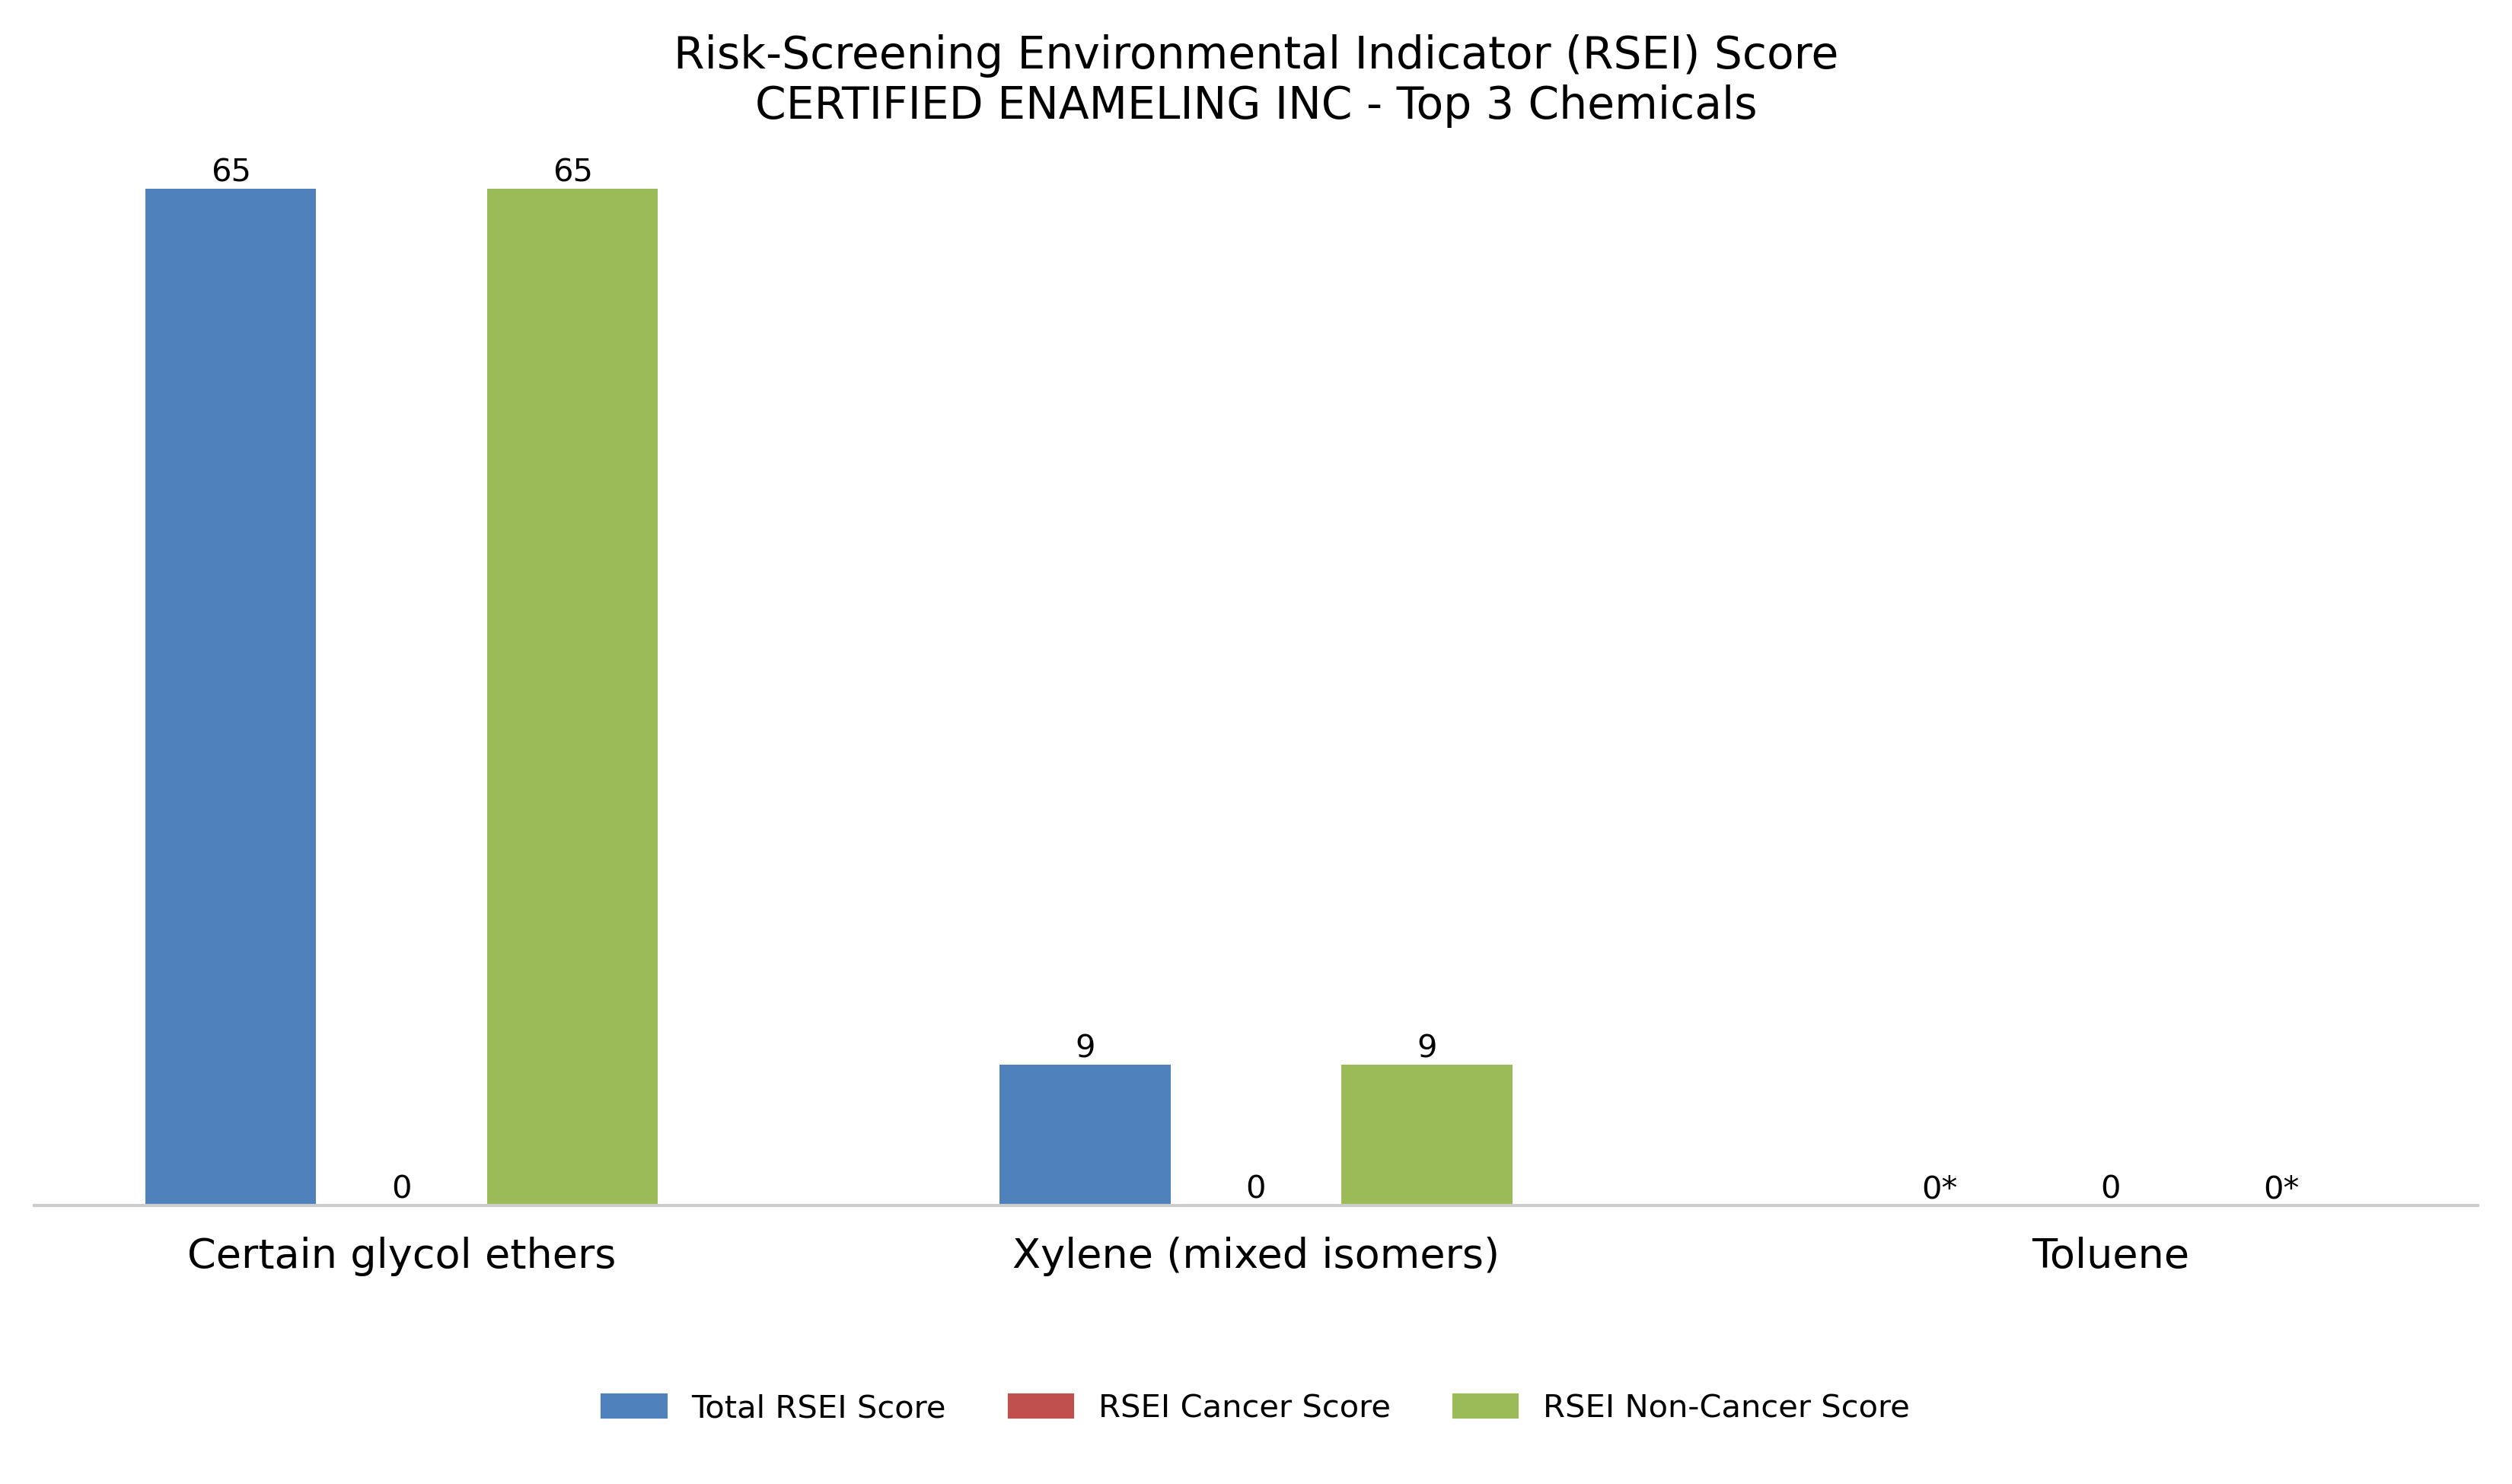 Risk-Screening Environmental Indicator (RSEI) Score
CERTIFIED ENAMELING INC - Top 3 Chemicals
65
65
0
9
9
0
0*
0
0*
Certain glycol ethers
Xylene (mixed isomers)
Toluene
Total RSEI Score
RSEI Cancer Score
RSEI Non-Cancer Score